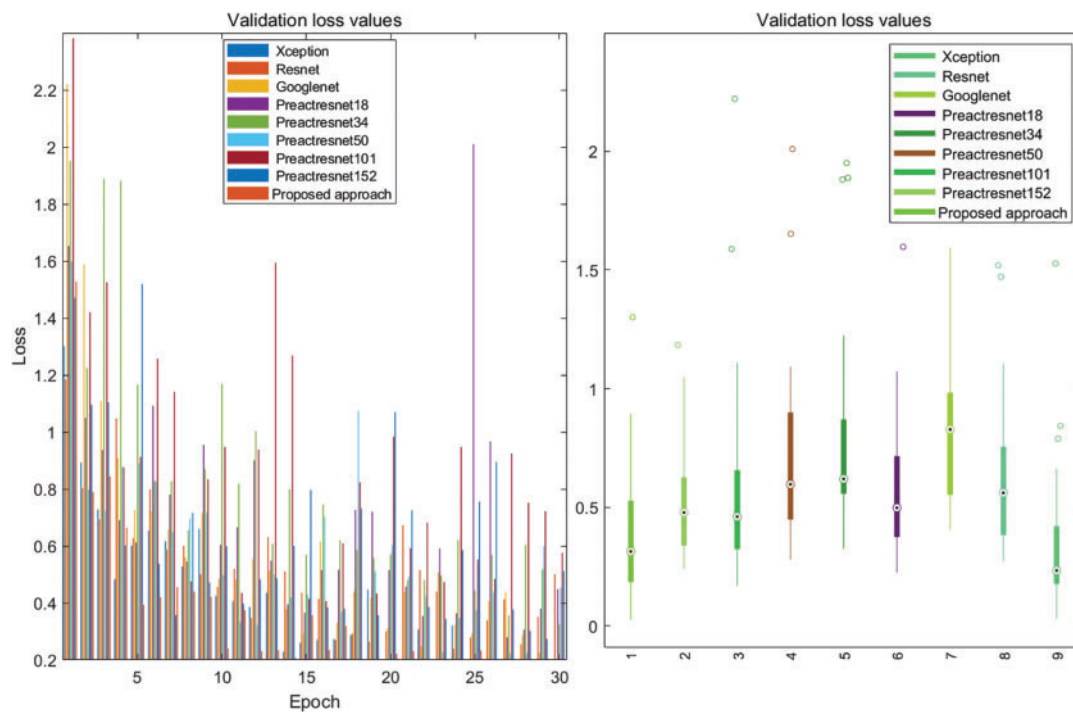 Validation loss values
Xception
Resnet
Googlenet
Preactresnet18
Preactresnet34
Preactresnet50
Preactresnet101
Preactresnet152
Proposed approach
2.2
2
1.8
1.6
1.4
1.2
1
0.8
0.6
0.4
0.2
Loss
5
10
15
20
25
30
Epoch
Validation loss values
Xception
Resnet
Googlenet
Preactresnet18
Preactresnet34
Preactresnet50
Preactresnet101
Preactresnet152
Proposed approach
2
1.5
1
0.5
0
1
2
3
4
5
6
7
8
9